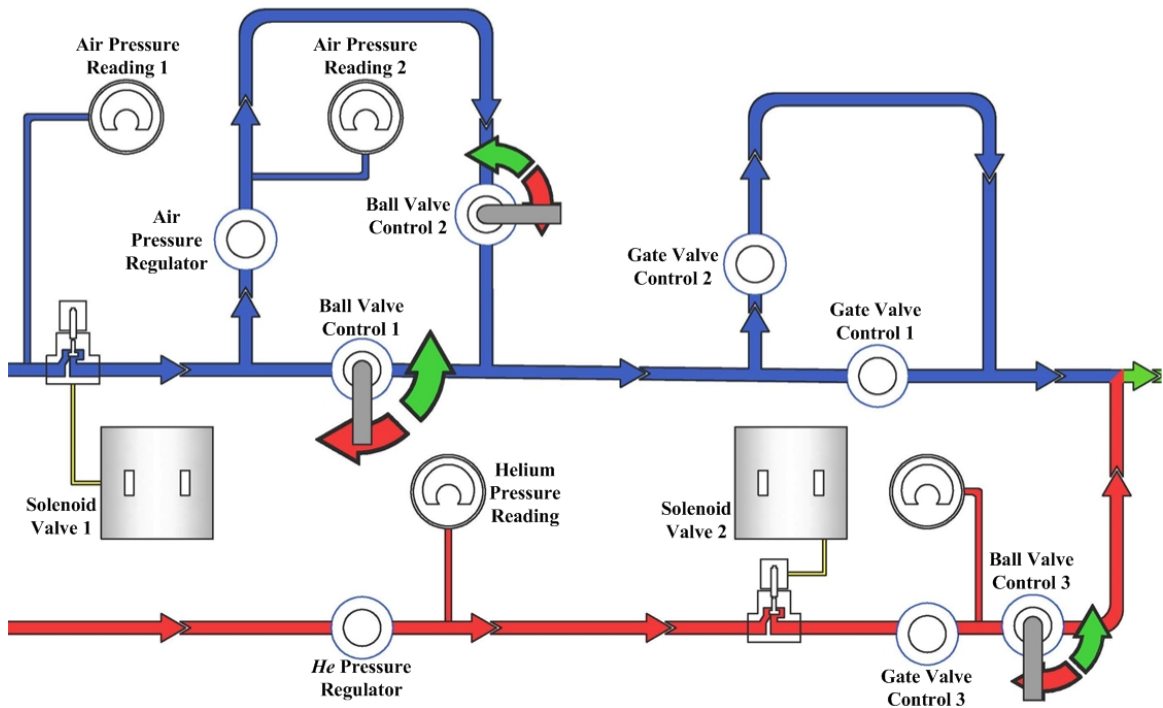 Air Pressure
Reading 1
Air Pressure
Reading 2
Ball Valve
Control 2
Air
Pressure
Regulator
Gate Valve
Control 2
Ball Valve
Control 1
Gate Valve
Control 1
Solenoid
Valve 1
Helium
Pressure
Reading
Solenoid
Valve 2
Ball Valve
Control 3
He Pressure
Regulator
Gate Valve
Control 3